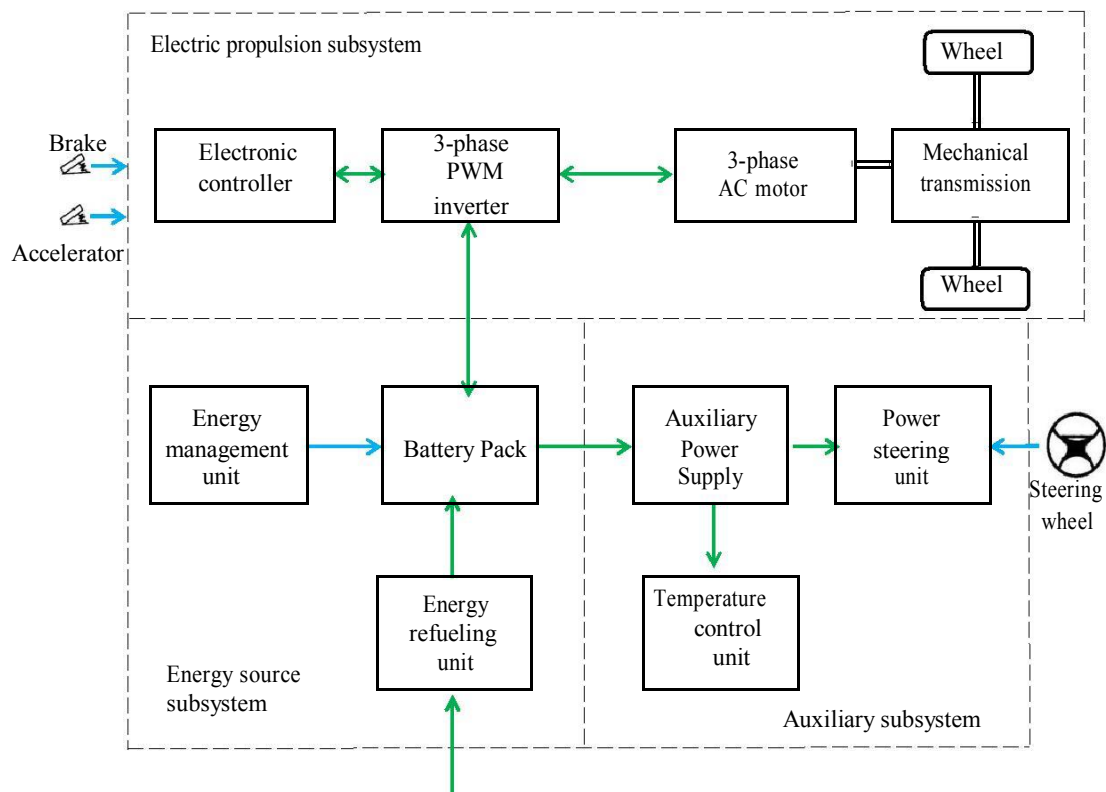 Electric propulsion subsystem
Wheel
Brake
Electronic
controller
3-phase
PWM
inverter
3-phase
AC motor
Mechanical
transmission
Accelerator
Wheel
Energy
management
unit
Battery Pack
Auxiliary
Power
Supply
Power
steering
unit
Steering
wheel
Energy
refueling
unit
Temperature
control
unit
Energy source
subsystem
Auxiliary subsystem